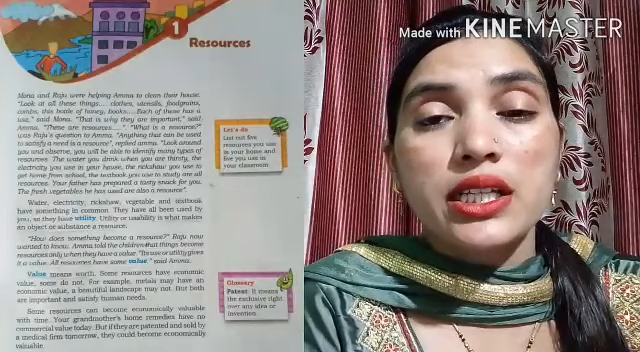 Made with KINEMASTER
1
Resources
Mona and Raju were helping Amma to clean their house.
"Look at all these things.... clothes, utensils, foodgrains,
combs, this bottle of honey, books.... Each of these has a
use," said Mona. "That is why they are important," said
Amma. "These are resources....." "What is a resource?"
was Raju's question to Amma. "Anything that can be used
to satisfy a need is a resource", replied amma. "Look around
you and observe, you will be able to identify many types of
resources. The water you drink when you are thirsty, the
electricity you use in your house, the rickshaw you use to
get home from school, the textbook you use to study are all
resources. Your father has prepared a tasty snack for you.
The fresh vegetables he has used are also a resource".
Let's do
List out five
resources you use
in your home and
five you use in
your classroom
Water, electricity, rickshaw, vegetable and textbook
have something in common. They have all been used by
you, so they have utility. Utility or usability is what makes
an object or substance a resource.
"How does something become a resource?" Raju now
wanted to know. Amma told the children that things become
resources only when they have a value. "Its use or utility gives
it a value. All resources have some value," said Amma.
Value means worth. Some resources have economic
value, some do not. For example, metals may have an
economic value, a beautiful landscape may not. But both
are important and satisfy human needs.
Glossary
Patent: It means
the exclusive right
over any idea or
invention.
Some resources can become economically valuable
with time. Your grandmother's home remedies have no
commercial value today. But if they are patented and sold by
a medical firm tomorrow, they could become economically
valuable.